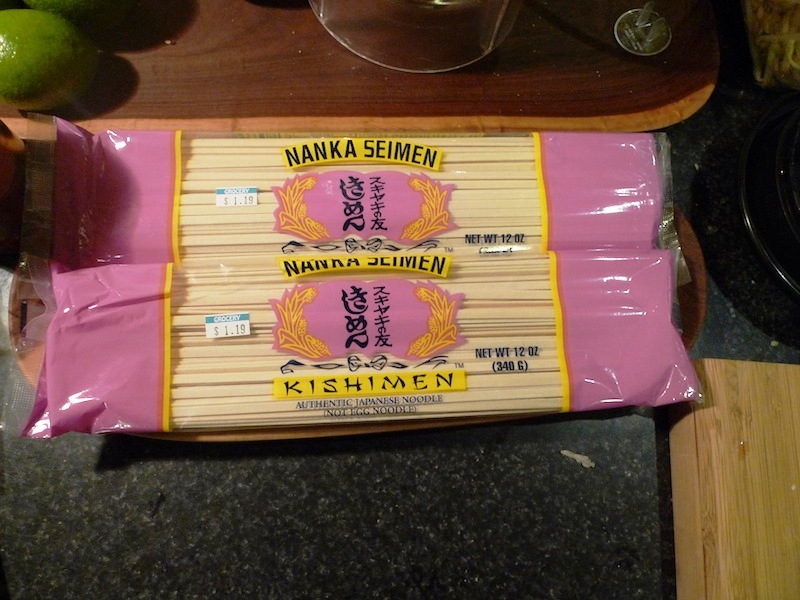 NANKA SEIMEN
スキヤキの友
きしめん
GROCERY
$ 1.19
NET WT 12 OZ
TM
NANKA SEIMEN
スキヤキの友
きしめん
GROCERY
$ 1.19
NET WT 12 OZ
(340 G)
TM
KISHIMEN
AUTHENTIC JAPANESE NOODLE
(NOT EGG NOODLE)